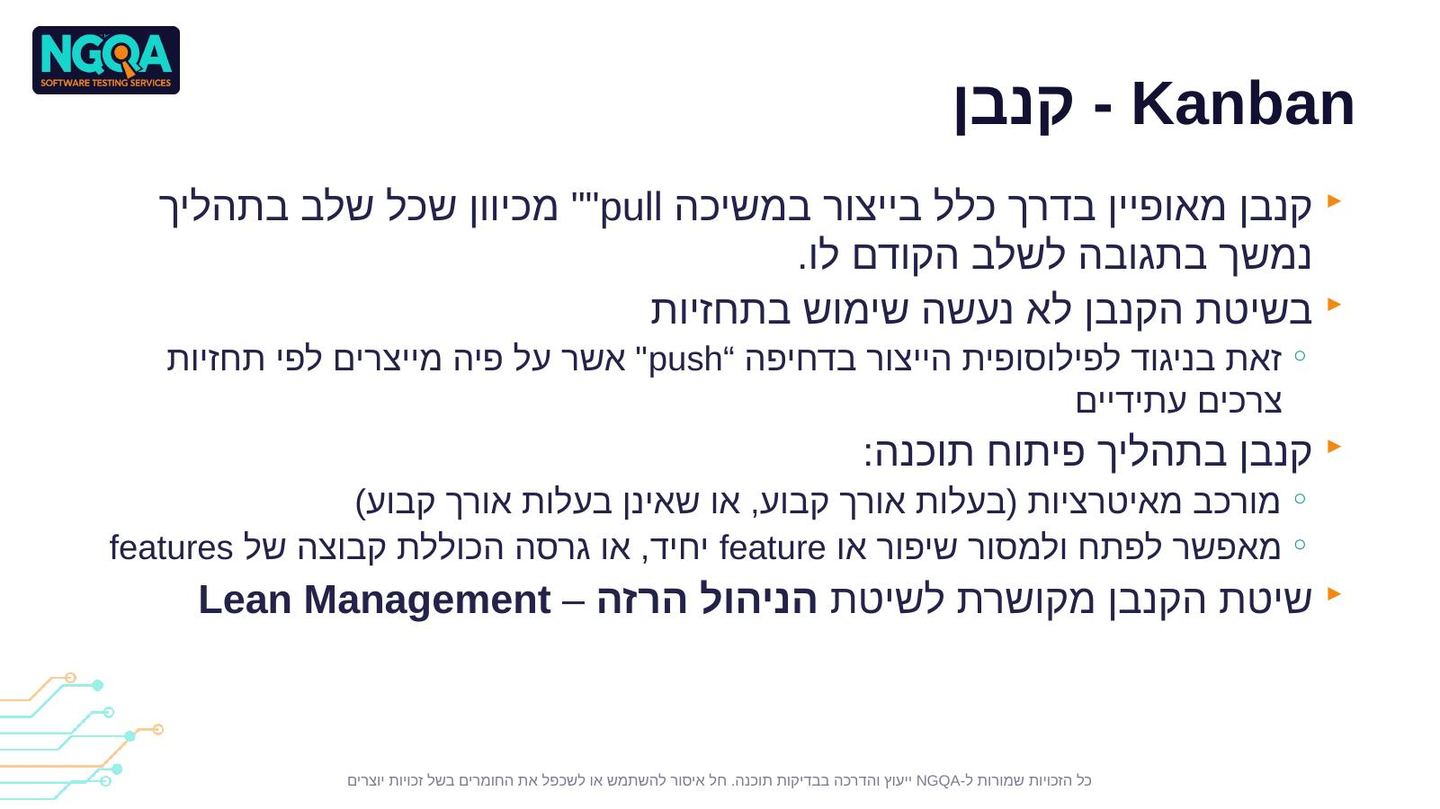 NGQA
SOFTWARE TESTING SERVICES
Kanban - קנבן
קנבן מאופיין בדרך כלל בייצור במשיכה pull"" מכיוון שכל שלב בתהליך
נמשך בתגובה לשלב הקודם לו.
בשיטת הקנבן לא נעשה שימוש בתחזיות
זאת בניגוד לפילוסופית הייצור בדחיפה “push" אשר על פיה מייצרים לפי תחזיות
צרכים עתידיים
קנבן בתהליך פיתוח תוכנה:
מורכב מאיטרציות (בעלות אורך קבוע, או שאינן בעלות אורך קבוע)
מאפשר לפתח ולמסור שיפור או feature יחיד, או גרסה הכוללת קבוצה של features
שיטת הקנבן מקושרת לשיטת הניהול הרזה – Lean Management
כל הזכויות שמורות ל-NGQA ייעוץ והדרכה בבדיקות תוכנה. חל איסור להשתמש או לשכפל את החומרים בשל זכויות יוצרים